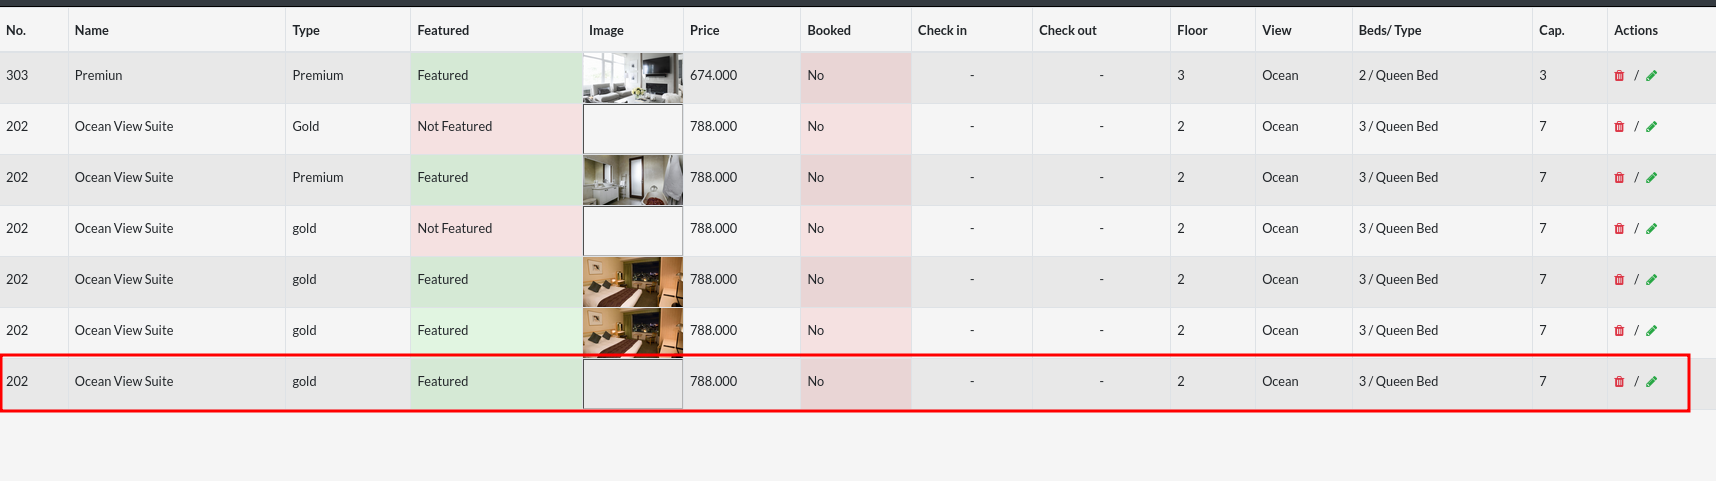 No. Name Type Featured Image Price Booked Check in Check out Floor View Beds/ Type Cap. Actions
303 Premiun Premium Featured 674.000 No - - 3 Ocean 2 / Queen Bed 3 /
202 Ocean View Suite Gold Not Featured 788.000 No - - 2 Ocean 3 / Queen Bed 7 /
202 Ocean View Suite Premium Featured 788.000 No - - 2 Ocean 3 / Queen Bed 7 /
202 Ocean View Suite gold Not Featured 788.000 No - - 2 Ocean 3 / Queen Bed 7 /
202 Ocean View Suite gold Featured 788.000 No - - 2 Ocean 3 / Queen Bed 7 /
202 Ocean View Suite gold Featured 788.000 No - - 2 Ocean 3 / Queen Bed 7 /
202 Ocean View Suite gold Featured 788.000 No - - 2 Ocean 3 / Queen Bed 7 /